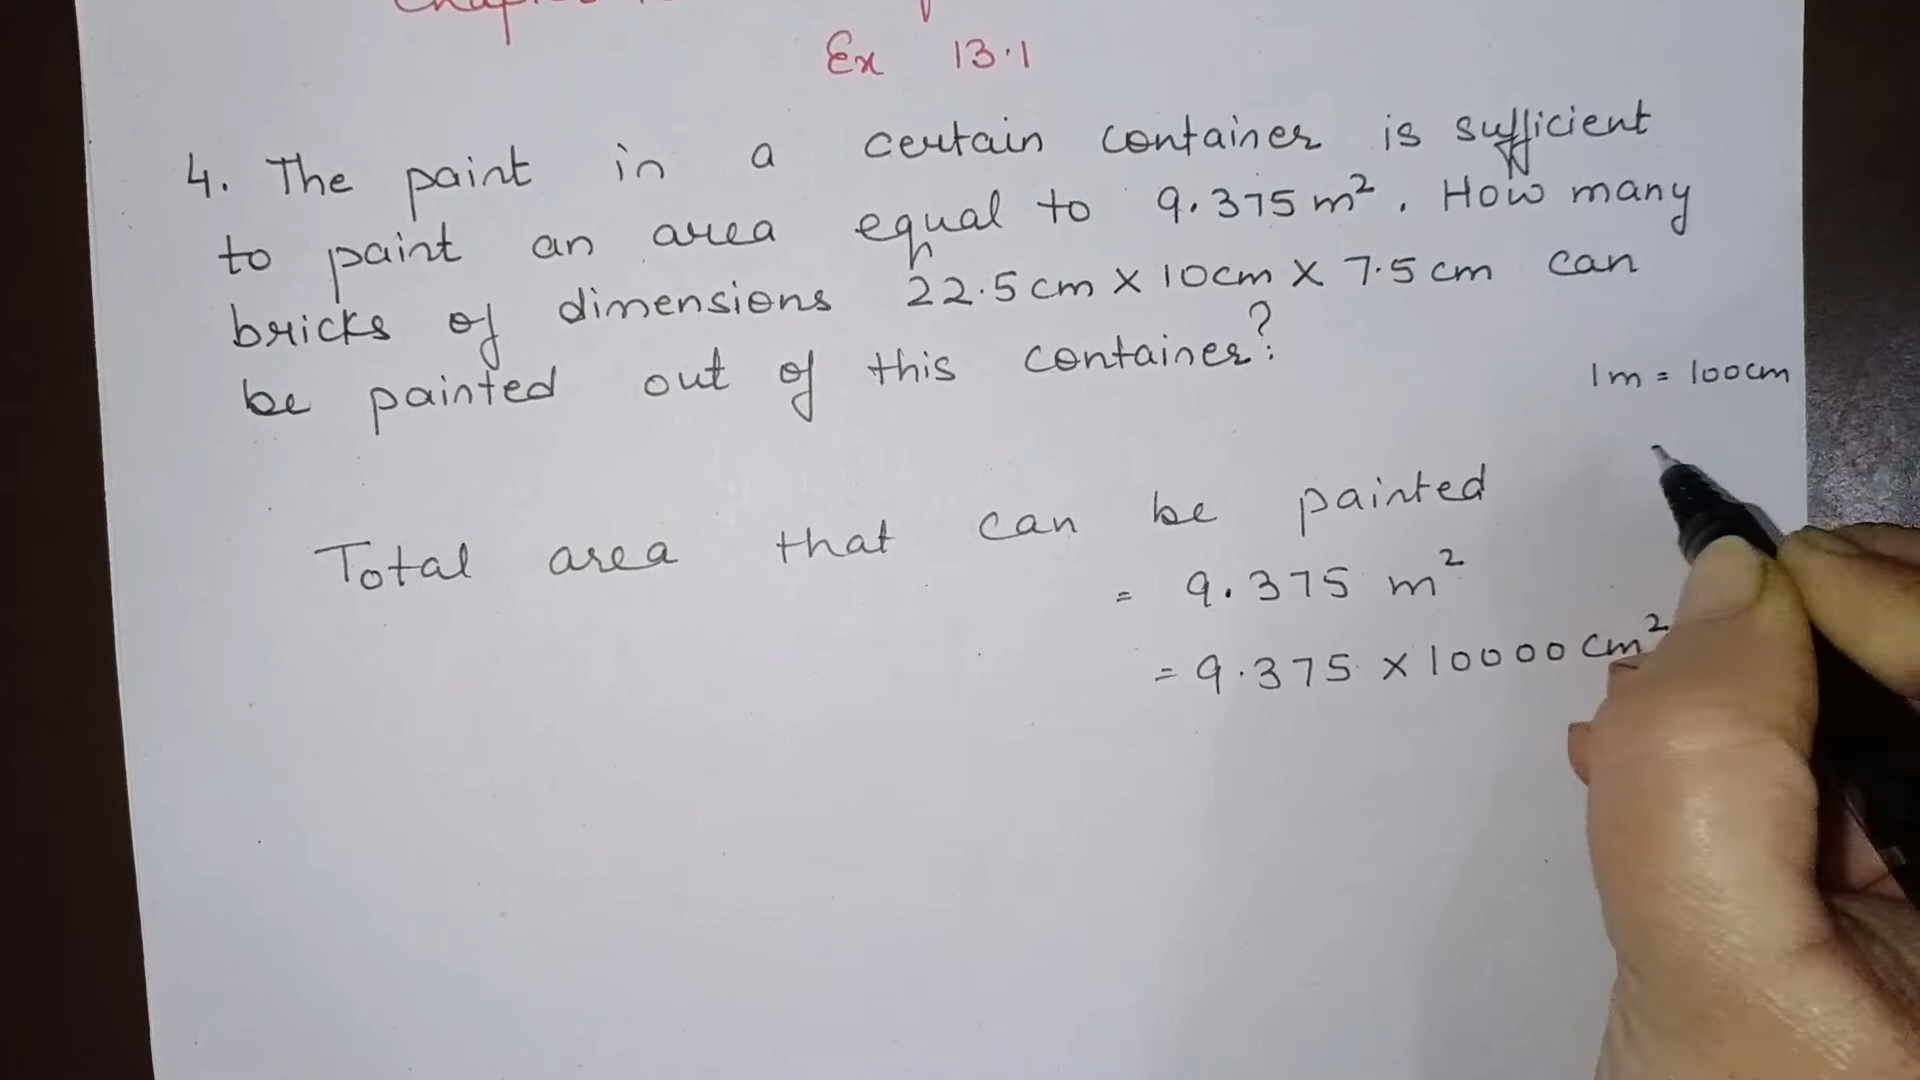 Ex 13.1
4. The paint in a certain container is sufficient
to paint an area equal to 9.375 m². How many
bricks of dimensions 22.5 cm X 10cm X 7.5 cm can
be painted out of this container?
1 m = 100cm
Total area that can be painted
= 9.375 m²
= 9.375 × 10000 cm²